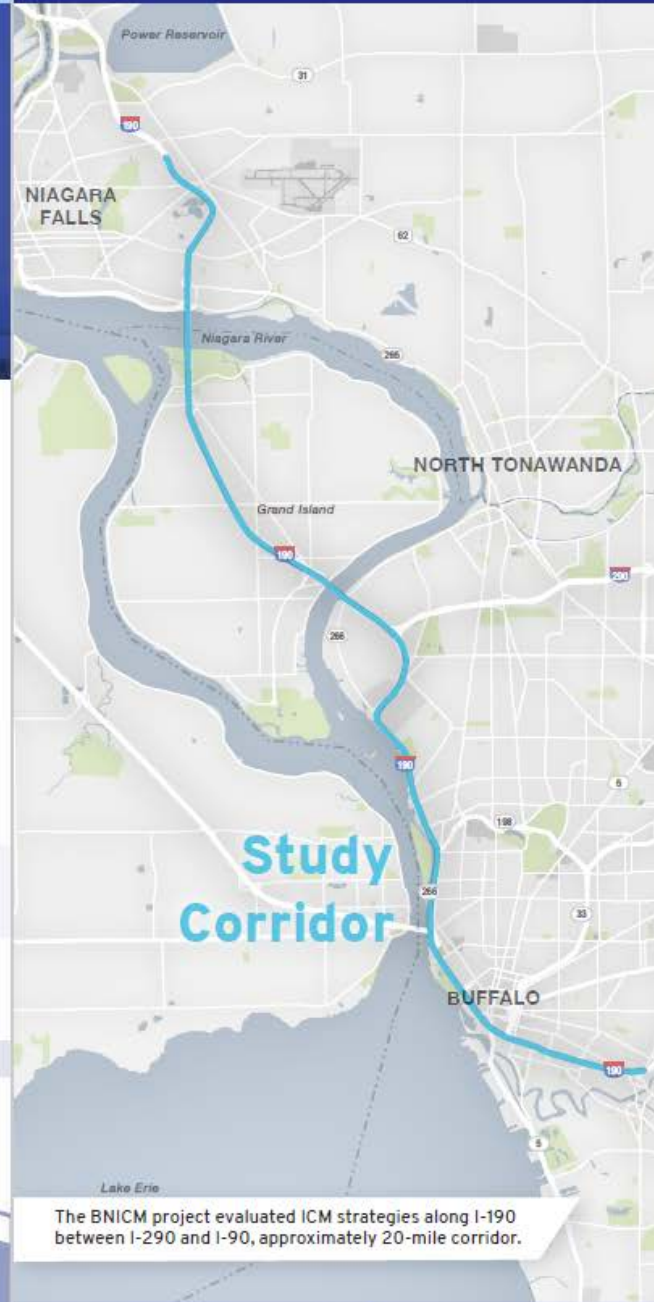 Power Reservoir
31
190
NIAGARA
FALLS
62
Niagara River
265
NORTH TONAWANDA
Grand Island
190
290
266
190
5
198
Study
Corridor
266
33
BUFFALO
190
5
Lake Erie
The BNICM project evaluated ICM strategies along I-190
between I-290 and I-90, approximately 20-mile corridor.